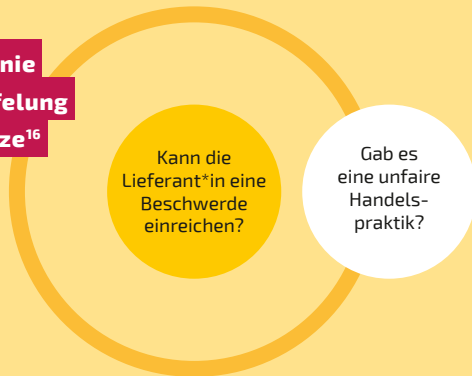 nie
felung
ze16
Kann die
Lieferant*in eine
Beschwerde
einreichen?
Gab es
eine unfaire
Handels-
praktik?